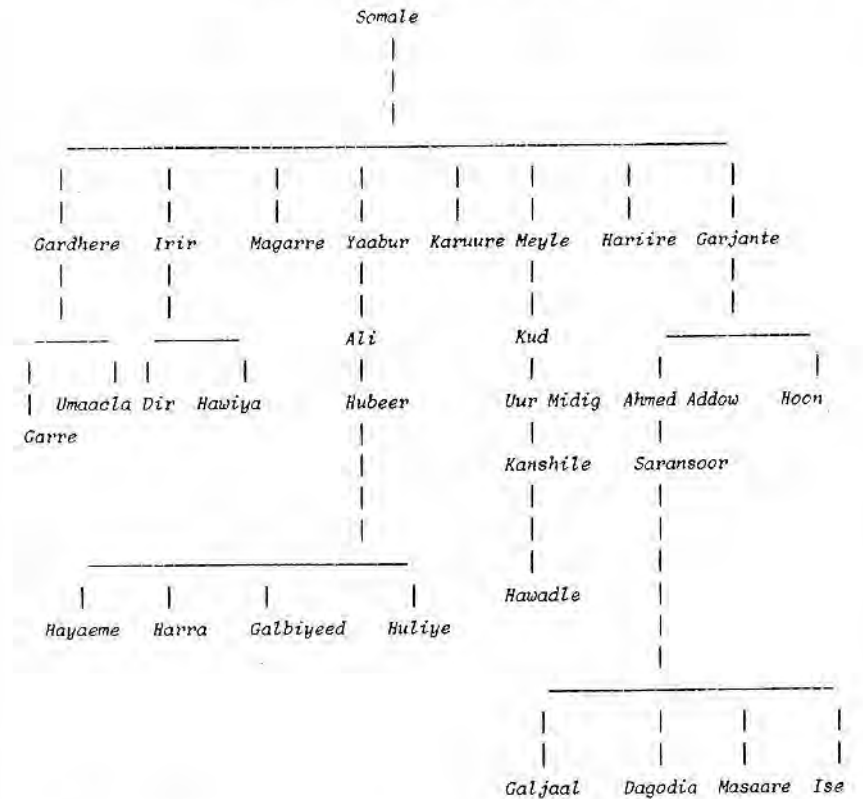 Somale
Gardhere Irir Magarre Yaabur Karuure Meyle Hariire Garjante
Ali Kud
Umaacla Dir Hawiya Hubeer Uur Midig Ahmed Addow Hoon
Garre
Kanshile Saransoor
Hawadle
Hayaeme Harra Galbiyeed Huliye
Galjaal Dagodia Masaare Ise